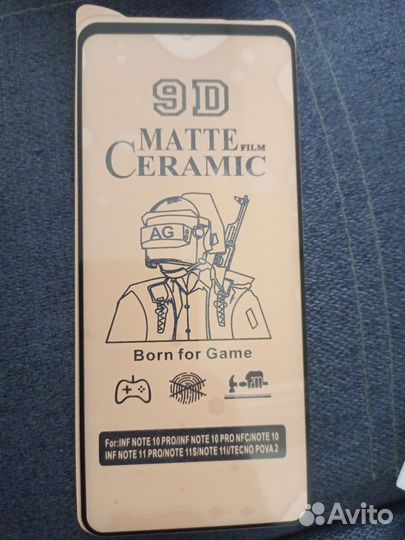 9D
MATTE FILM
CERAMIC
AG
Born for Game
For:INF NOTE 10 PRO/INF NOTE 10 PRO NFC/NOTE 10
INF NOTE 11 PRO/NOTE 11S/NOTE 11i/TECNO POVA 2
Avito